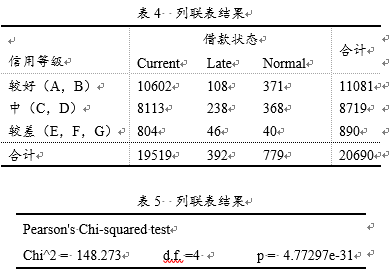 表 4 列联表结果
借款状态
合计
信用等级 Current Late Normal
较好（A，B） 10602 108 371 11081
中（C，D） 8113 238 368 8719
较差（E，F，G） 804 46 40 890
合计 19519 392 779 20690
表 5 列联表结果
Pearson's Chi-squared test
Chi^2 = 148.273 d.f. =4 p = 4.77297e-31